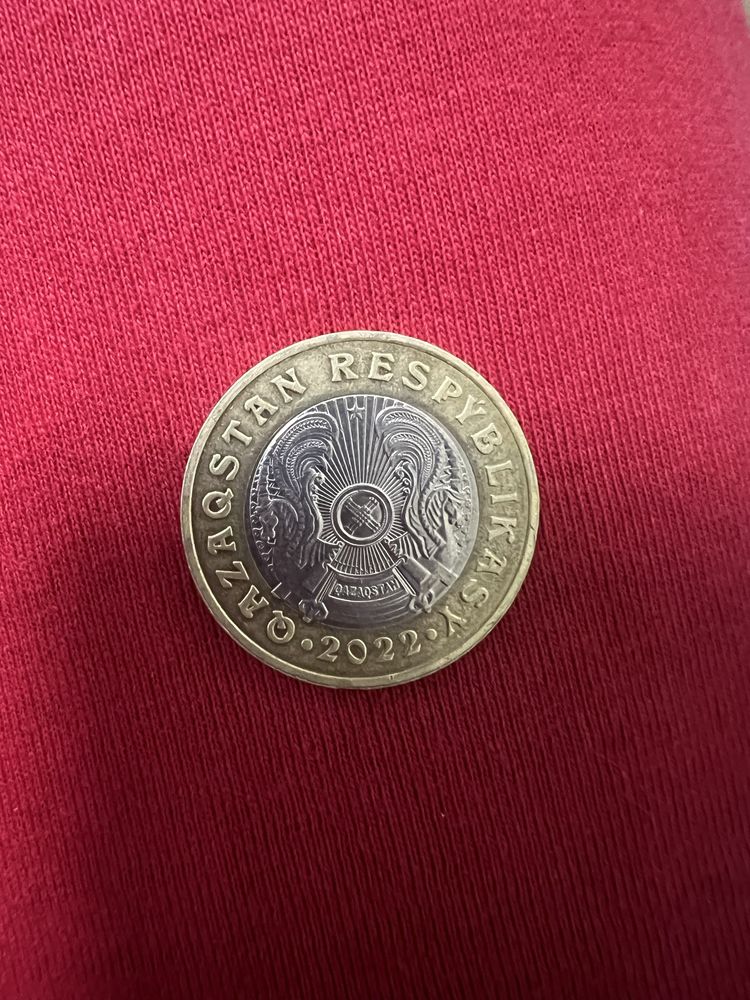 QAZAQSTAN RESPÝBLIKASY
QAZAQSTAN
• 2022 •